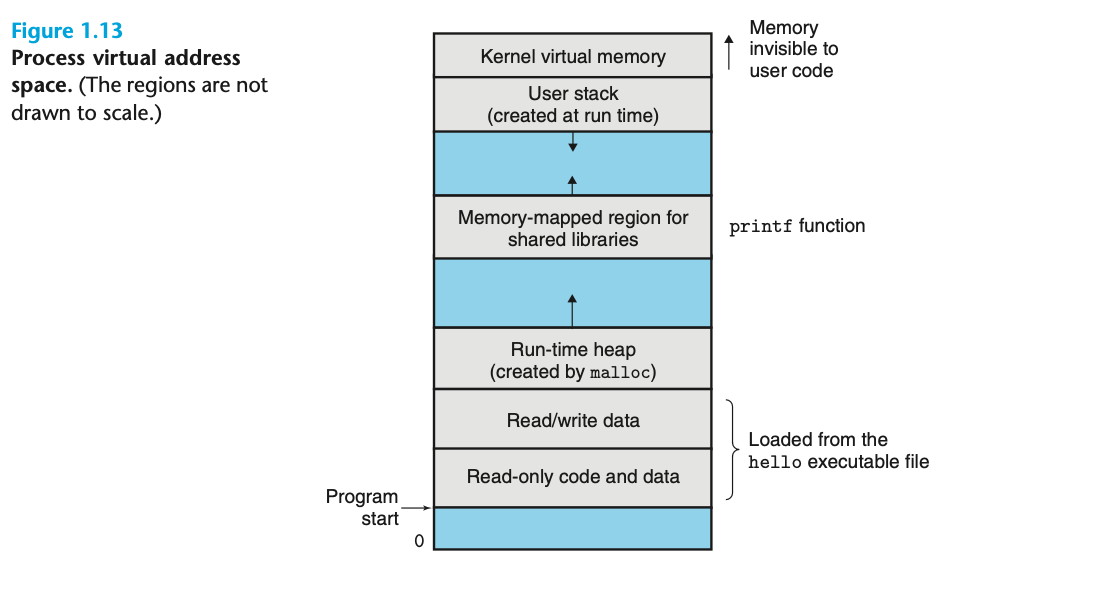 Figure 1.13
Process virtual address
space. (The regions are not
drawn to scale.)
Kernel virtual memory
Memory
invisible to
user code
User stack
(created at run time)
Memory-mapped region for
shared libraries
printf function
Run-time heap
(created by malloc)
Read/write data
Loaded from the
hello executable file
Read-only code and data
Program
start
0